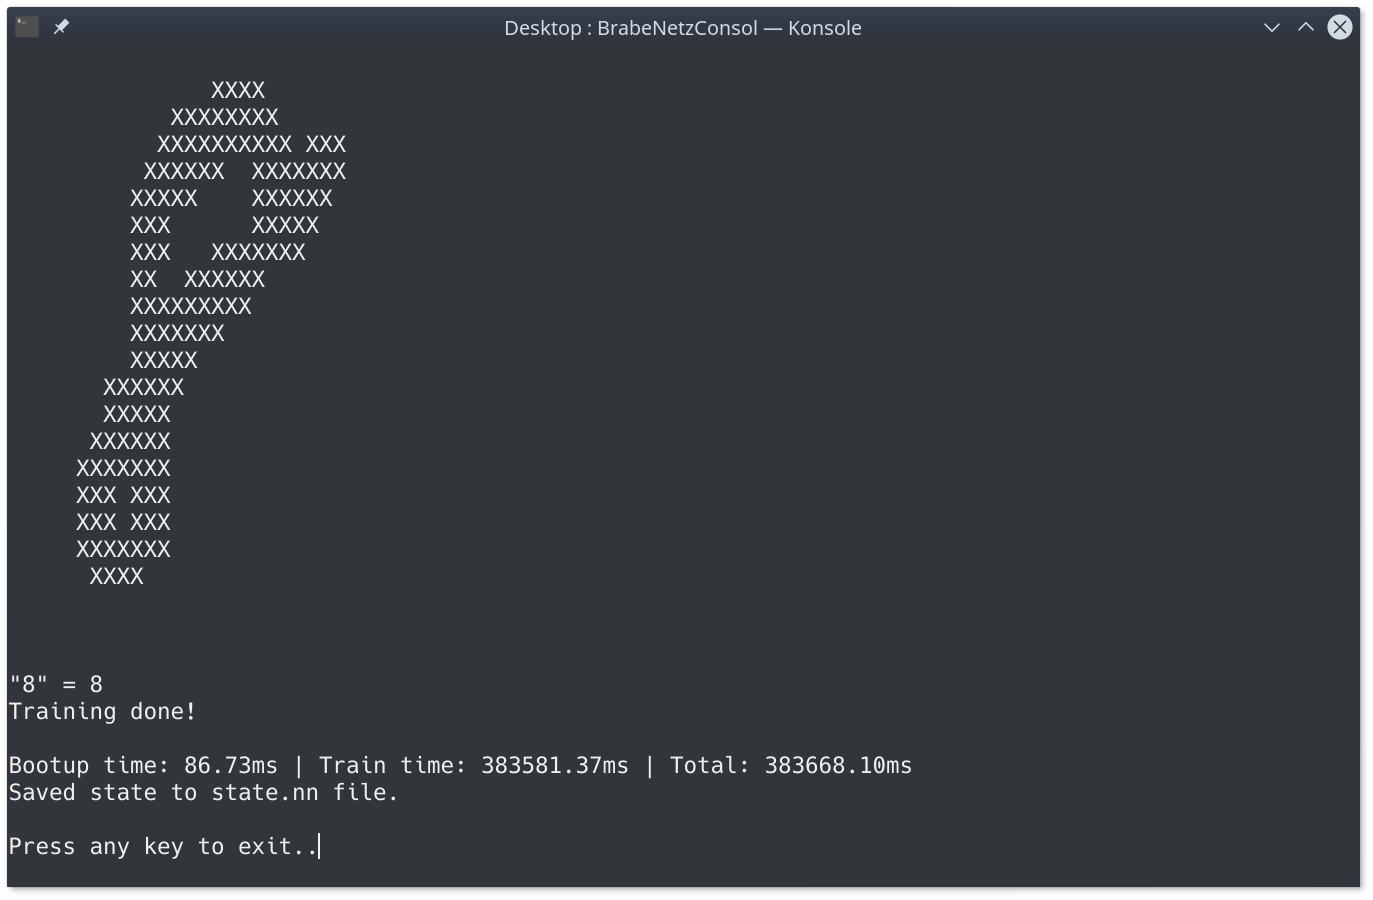 Desktop : BrabeNetzConsol — Konsole
               XXXX
            XXXXXXXX
           XXXXXXXXXX XXX
          XXXXXX  XXXXXXX
         XXXXX    XXXXXX
         XXX      XXXXX
         XXX   XXXXXXX
         XX  XXXXXX
         XXXXXXXXX
         XXXXXXX
         XXXXX
       XXXXXX
       XXXXX
      XXXXXX
     XXXXXXX
     XXX XXX
     XXX XXX
     XXXXXXX
      XXXX
"8" = 8
Training done!
Bootup time: 86.73ms | Train time: 383581.37ms | Total: 383668.10ms
Saved state to state.nn file.
Press any key to exit..